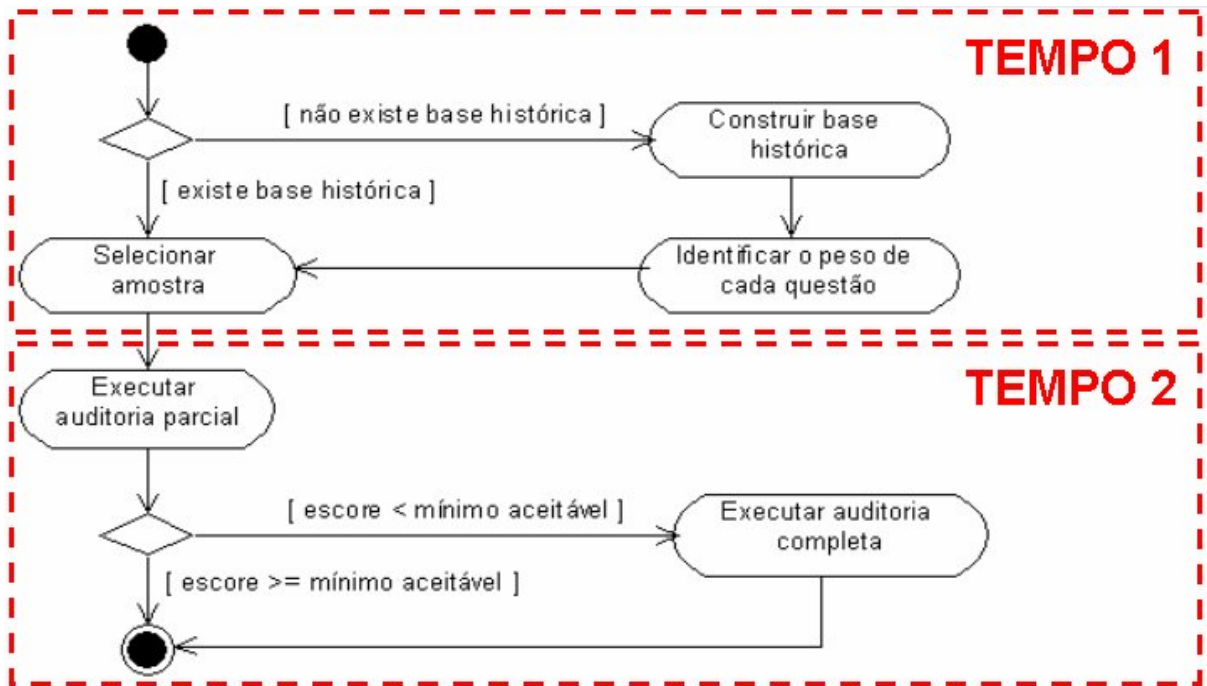 TEMPO 1
[ não existe base histórica ]
Construir base
histórica
[ existe base histórica ]
Selecionar
amostra
Identificar o peso de
cada questão
TEMPO 2
Executar
auditoria parcial
[ escore < mínimo aceitável ]
Executar auditoria
completa
[ escore >= mínimo aceitável ]